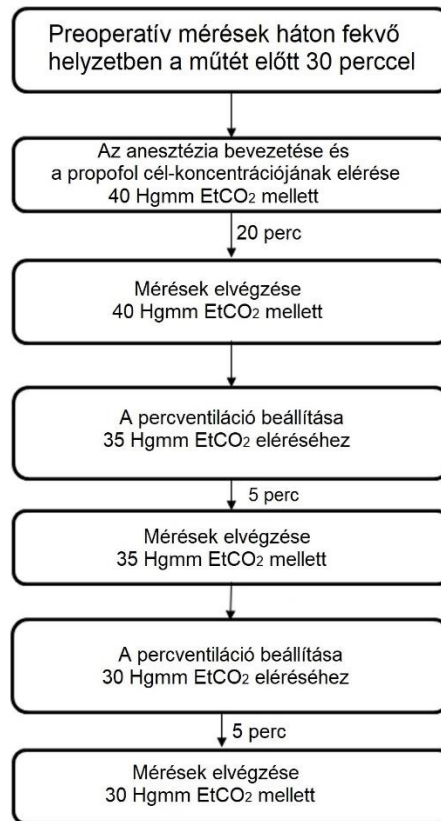 Preoperatív mérések háton fekvő
helyzetben a műtét előtt 30 perccel
Az anesztézia bevezetése és
a propofol cél-koncentrációjának elérése
40 Hgmm EtCO2 mellett
20 perc
Mérések elvégzése
40 Hgmm EtCO2 mellett
A percventiláció beállítása
35 Hgmm EtCO2 eléréséhez
5 perc
Mérések elvégzése
35 Hgmm EtCO2 mellett
A percventiláció beállítása
30 Hgmm EtCO2 eléréséhez
5 perc
Mérések elvégzése
30 Hgmm EtCO2 mellett